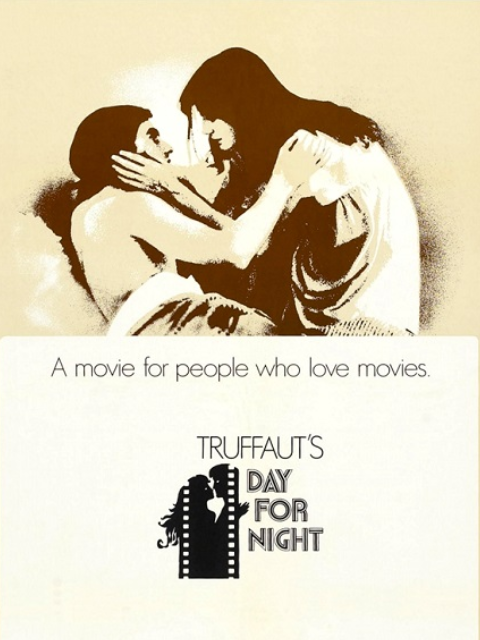 A movie for people who love movies.
TRUFFAUT'S
DAY
FOR
NIGHT